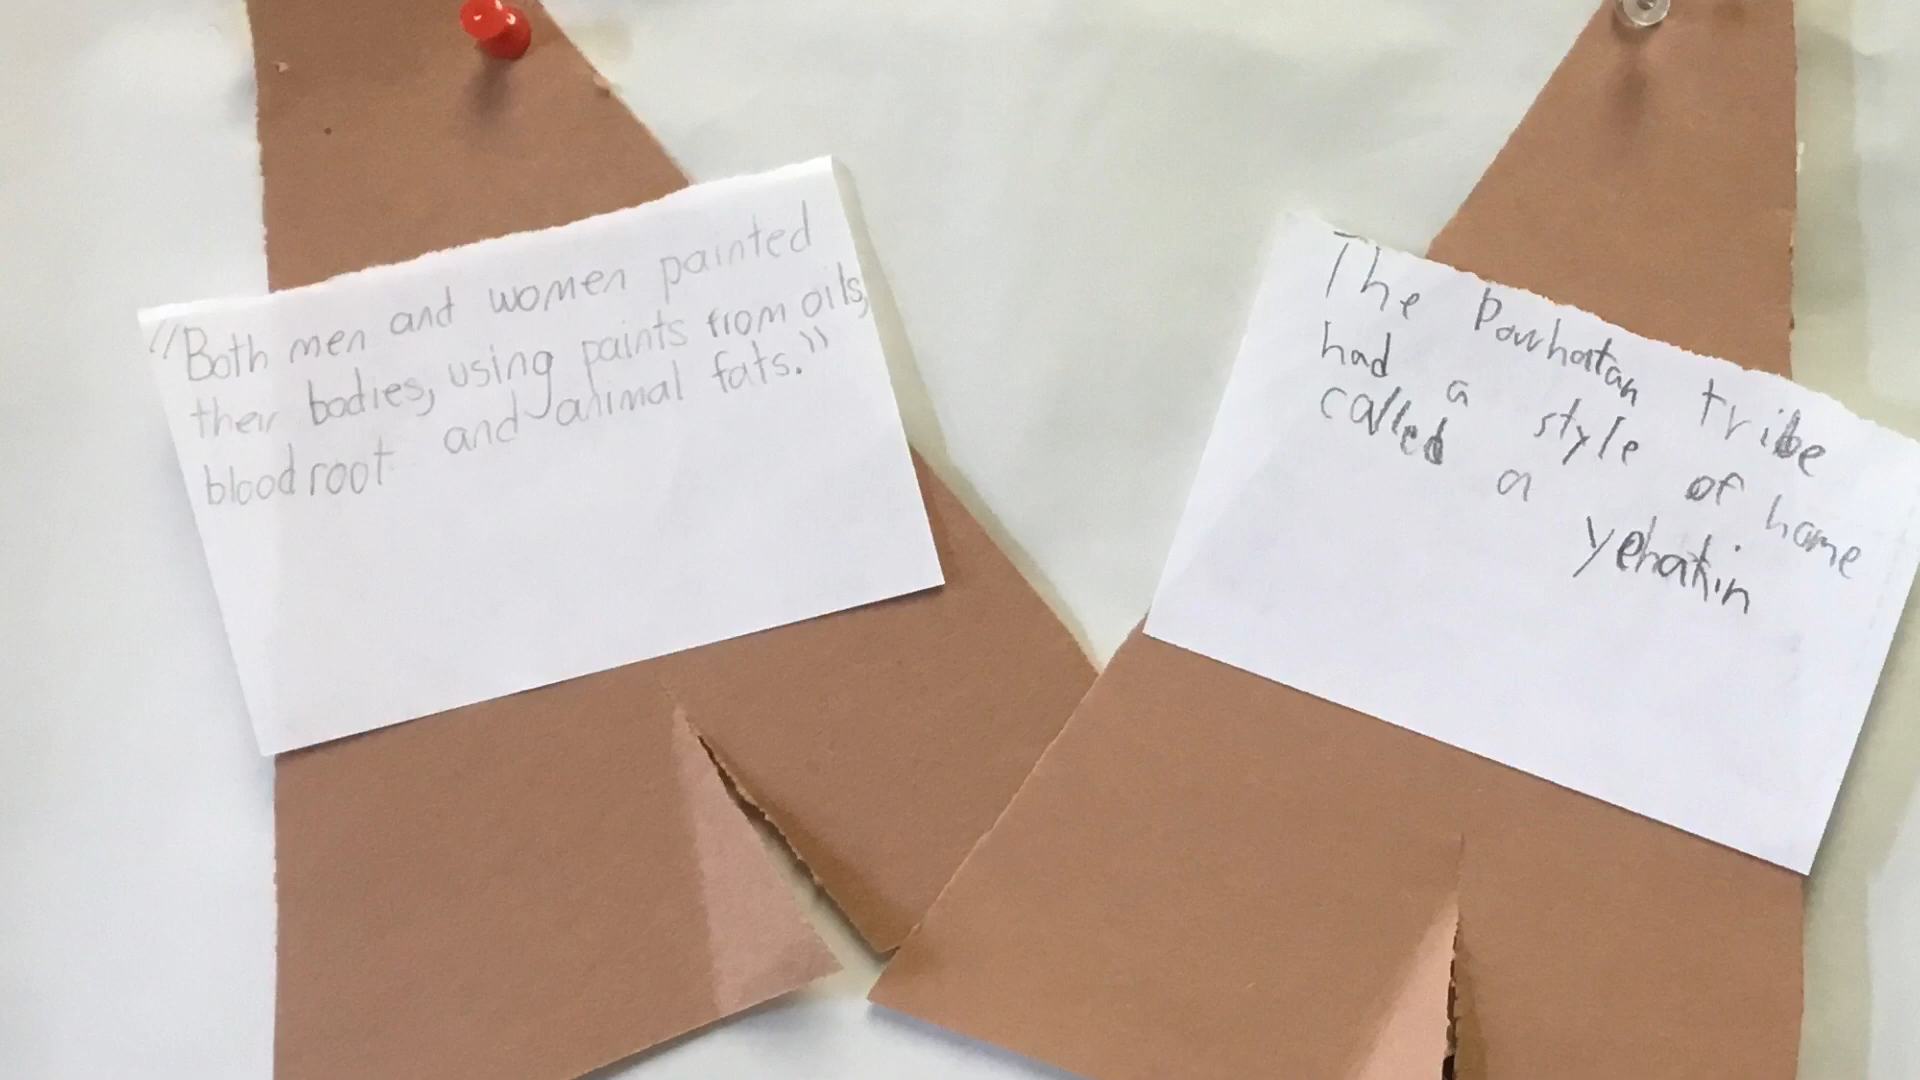 "Both men and women painted
their bodies, using paints from oils,
bloodroot and animal fats."
The Powhatan tribe
had a style of home
called a yehakin